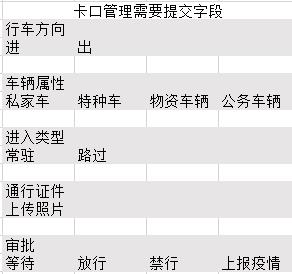 卡口管理需要提交字段
行车方向
进 出
车辆属性
私家车 特种车 物资车辆 公务车辆
进入类型
常驻 路过
通行证件
上传照片
审批
等待 放行 禁行 上报疫情